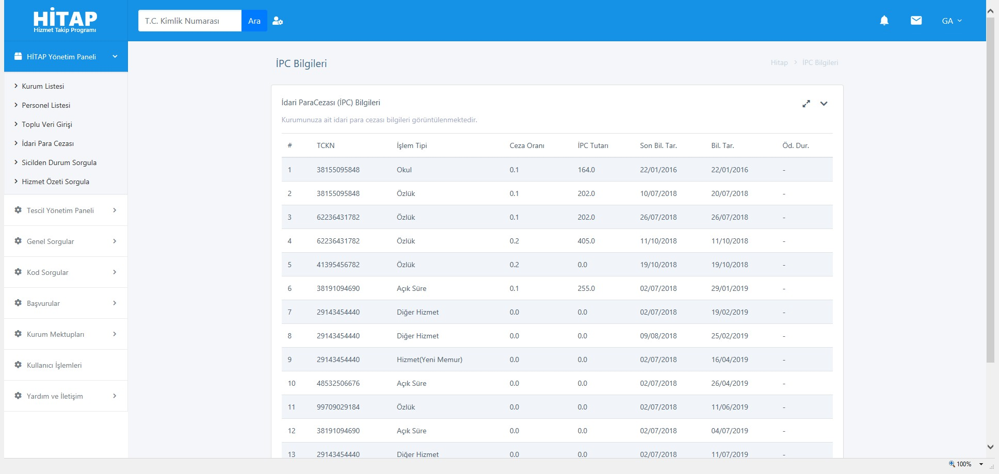 HİTAP
Hizmet Takip Programı
T.C. Kimlik Numarası Ara GA
HİTAP Yönetim Paneli
Kurum Listesi
Personel Listesi
Toplu Veri Girişi
İdari Para Cezası
Sicilden Durum Sorgula
Hizmet Özeti Sorgula
Tescil Yönetim Paneli
Genel Sorgular
Kod Sorgular
Başvurular
Kurum Mektupları
Kullanıcı İşlemleri
Yardım ve İletişim
İPC Bilgileri
Hitap > İPC Bilgileri
İdari ParaCezası (İPC) Bilgileri
Kurumunuza ait idari para cezası bilgileri görüntülenmektedir.
# TCKN İşlem Tipi Ceza Oranı İPC Tutarı Son Bil. Tar. Bil. Tar. Öd. Dur.
1 38155095848 Okul 0.1 164.0 22/01/2016 22/01/2016 -
2 38155095848 Özlük 0.1 202.0 10/07/2018 20/07/2018 -
3 62236431782 Özlük 0.1 202.0 26/07/2018 26/07/2018 -
4 62236431782 Özlük 0.2 405.0 11/10/2018 11/10/2018 -
5 41395456782 Özlük 0.2 0.0 19/10/2018 19/10/2018 -
6 38191094690 Açık Süre 0.1 255.0 02/07/2018 29/01/2019 -
7 29143454440 Diğer Hizmet 0.0 0.0 02/07/2018 19/02/2019 -
8 29143454440 Diğer Hizmet 0.0 0.0 09/08/2018 25/02/2019 -
9 29143454440 Hizmet(Yeni Memur) 0.0 0.0 02/07/2018 16/04/2019 -
10 48532506676 Açık Süre 0.0 0.0 02/07/2018 26/04/2019 -
11 99709029184 Özlük 0.0 0.0 02/07/2018 11/06/2019 -
12 38191094690 Açık Süre 0.0 0.0 02/07/2018 04/07/2019 -
13 29143454440 Diğer Hizmet 0.0 0.0 02/07/2018 11/07/2019 -
100%